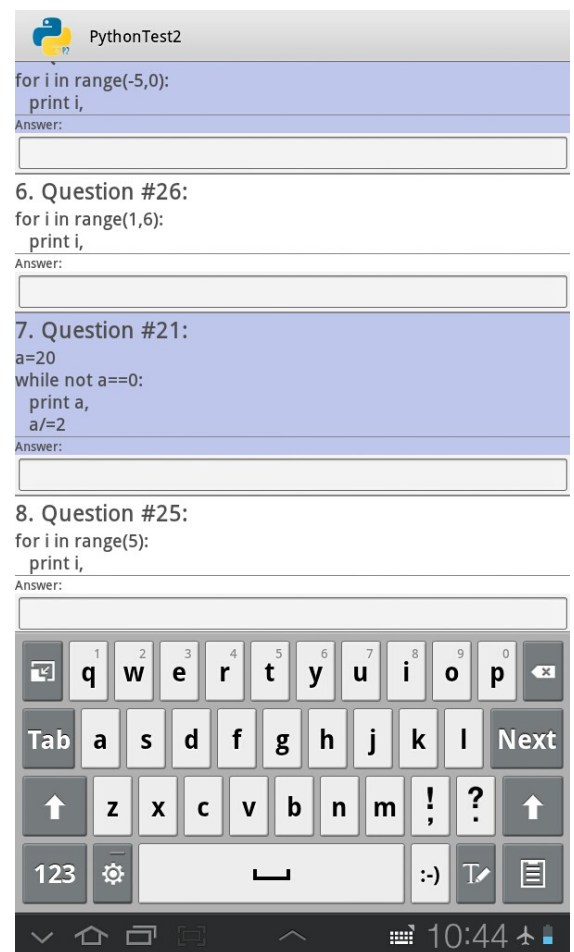 PythonTest2
for i in range(-5,0):
   print i,
Answer:
6. Question #26:
for i in range(1,6):
   print i,
Answer:
7. Question #21:
a=20
while not a==0:
   print a,
   a/=2
Answer:
8. Question #25:
for i in range(5):
   print i,
Answer:
1 2 3 4 5 6 7 8 9 0
q w e r t y u i o p
Tab a s d f g h j k l Next
z x c v b n m ! , ? .
123 :-) T
10:44